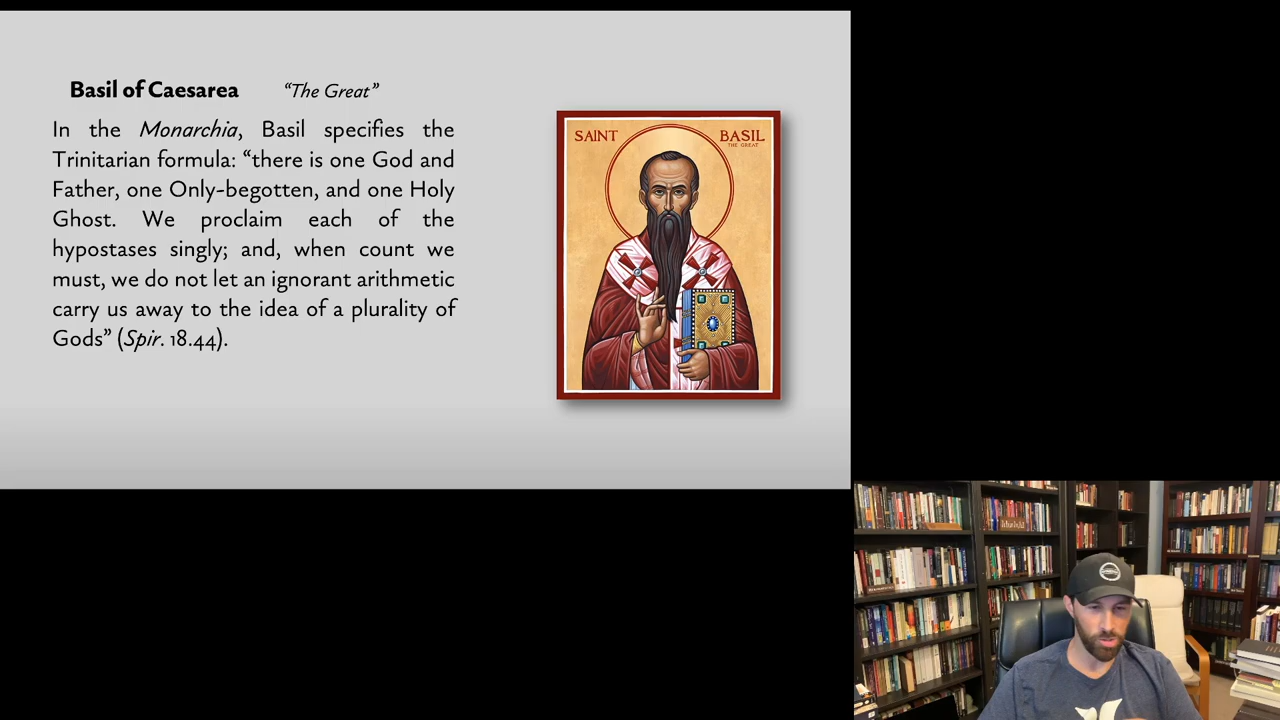 Basil of Caesarea “The Great”
In the Monarchia, Basil specifies the
Trinitarian formula: “there is one God and
Father, one Only-begotten, and one Holy
Ghost. We proclaim each of the
hypostases singly; and, when count we
must, we do not let an ignorant arithmetic
carry us away to the idea of a plurality of
Gods” (Spir. 18.44).
SAINT BASIL
THE GREAT